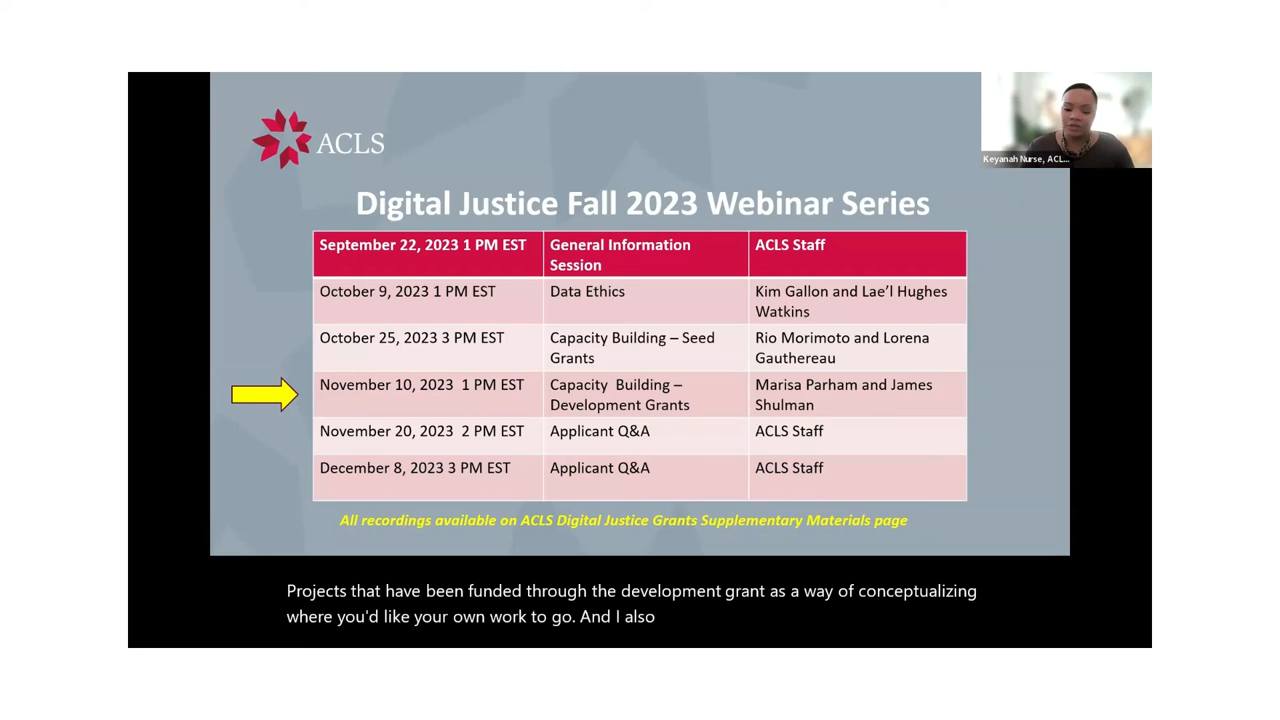 ACLS
Keyanah Nurse, ACL...
Digital Justice Fall 2023 Webinar Series
September 22, 2023 1 PM EST
General Information
Session
ACLS Staff
October 9, 2023 1 PM EST
Data Ethics
Kim Gallon and Lae’l Hughes
Watkins
October 25, 2023 3 PM EST
Capacity Building – Seed
Grants
Rio Morimoto and Lorena
Gauthereau
November 10, 2023  1 PM EST
Capacity  Building –
Development Grants
Marisa Parham and James
Shulman
November 20, 2023  2 PM EST
Applicant Q&A
ACLS Staff
December 8, 2023 3 PM EST
Applicant Q&A
ACLS Staff
All recordings available on ACLS Digital Justice Grants Supplementary Materials page
Projects that have been funded through the development grant as a way of conceptualizing
where you'd like your own work to go. And I also